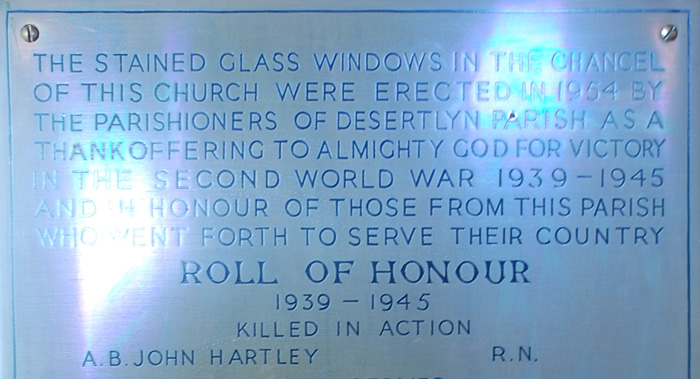 THE STAINED GLASS WINDOWS IN THE CHANCEL
OF THIS CHURCH WERE ERECTED IN 1954 BY
THE PARISHIONERS OF DESERTLYN PARISH AS A
THANKOFFERING TO ALMIGHTY GOD FOR VICTORY
IN THE SECOND WORLD WAR 1939-1945
AND IN HONOUR OF THOSE FROM THIS PARISH
WHO WENT FORTH TO SERVE THEIR COUNTRY
ROLL OF HONOUR
1939-1945
KILLED IN ACTION
A.B. JOHN HARTLEY R.N.